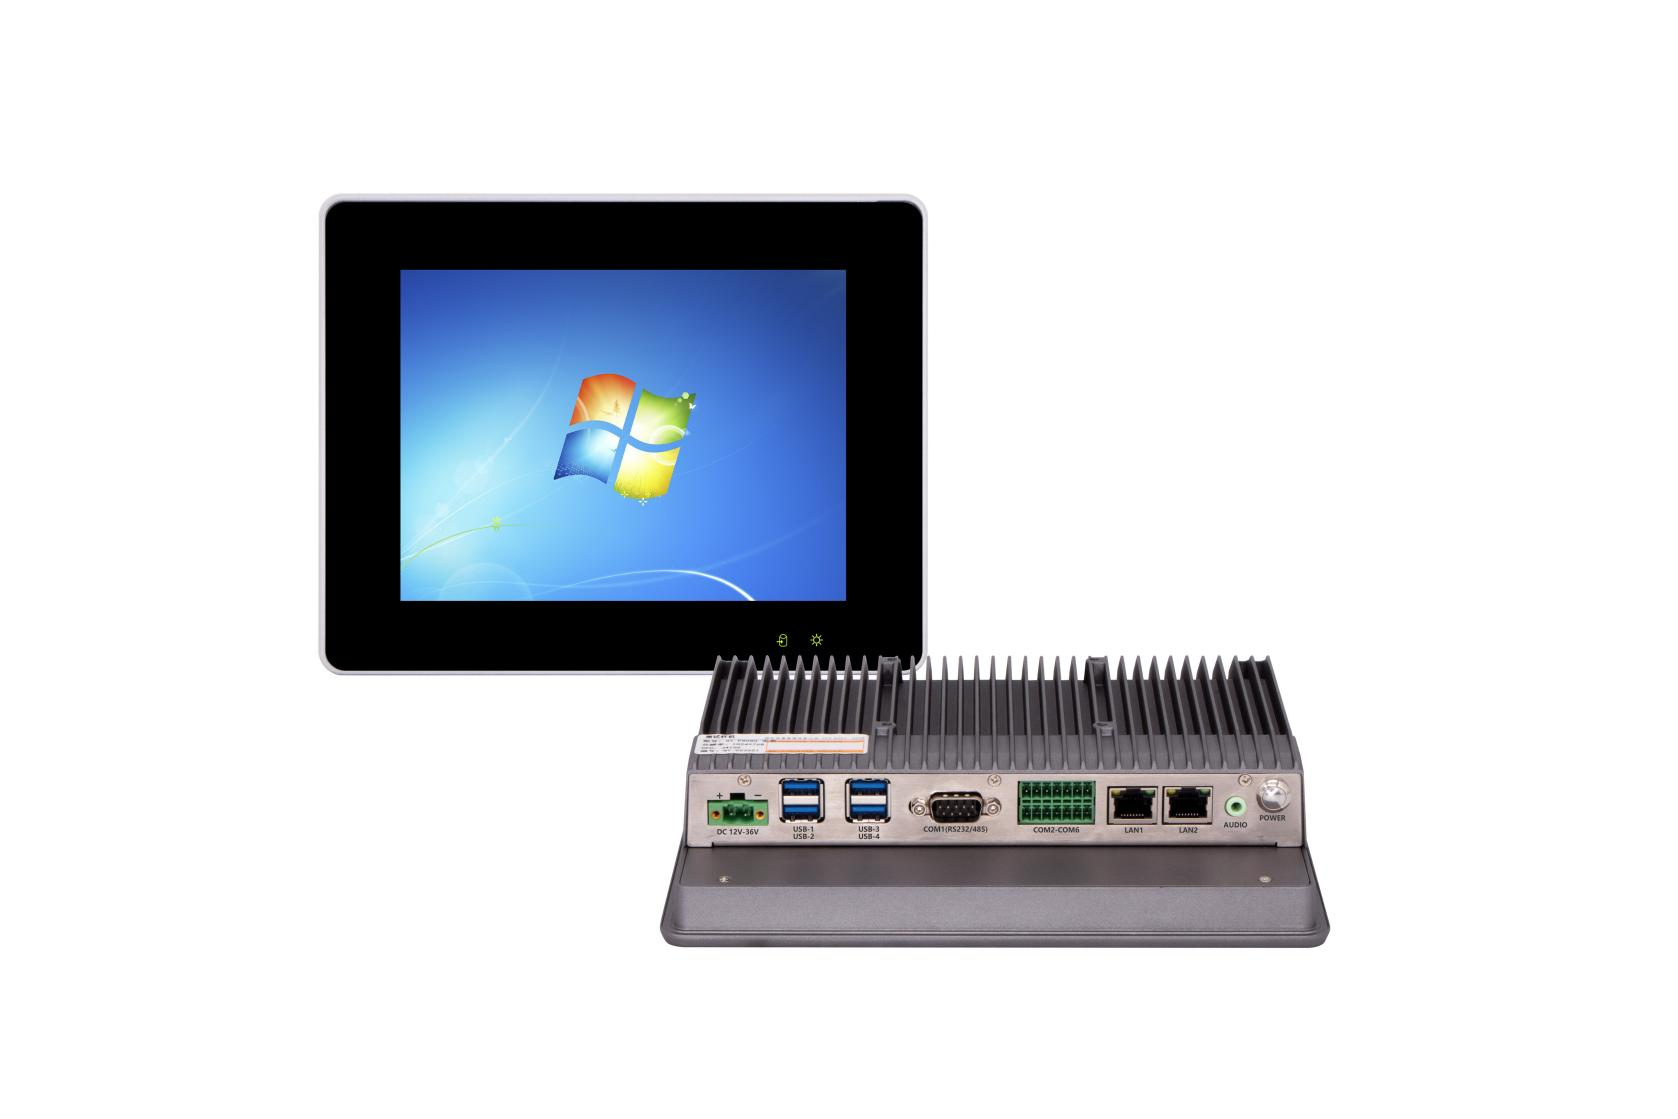 + −
DC 12V-36V
USB-1
USB-2
USB-3
USB-4
COM1(RS232/485)
COM2-COM6
LAN1
LAN2
AUDIO
POWER